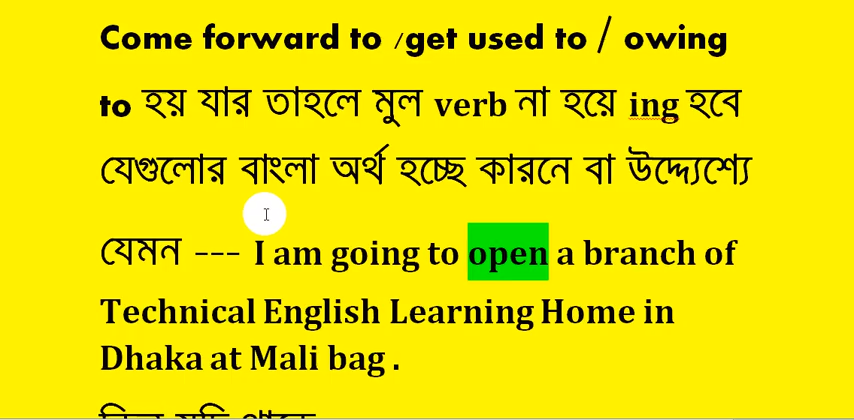 Come forward to /get used to / owing
to হয় যার তাহলে মুল verb না হয়ে ing হবে
যেগুলোর বাংলা অর্থ হচ্ছে কারনে বা উদ্দ্যেশ্যে
যেমন --- I am going to open a branch of
Technical English Learning Home in
Dhaka at Mali bag .